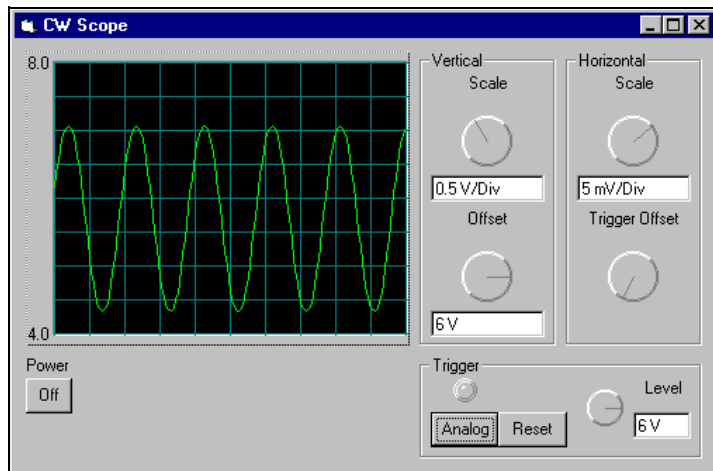 CW Scope
8.0
4.0
Vertical
Scale
0.5 V/Div
Offset
6 V
Horizontal
Scale
5 mV/Div
Trigger Offset
Power
Off
Trigger
Analog
Reset
Level
6 V